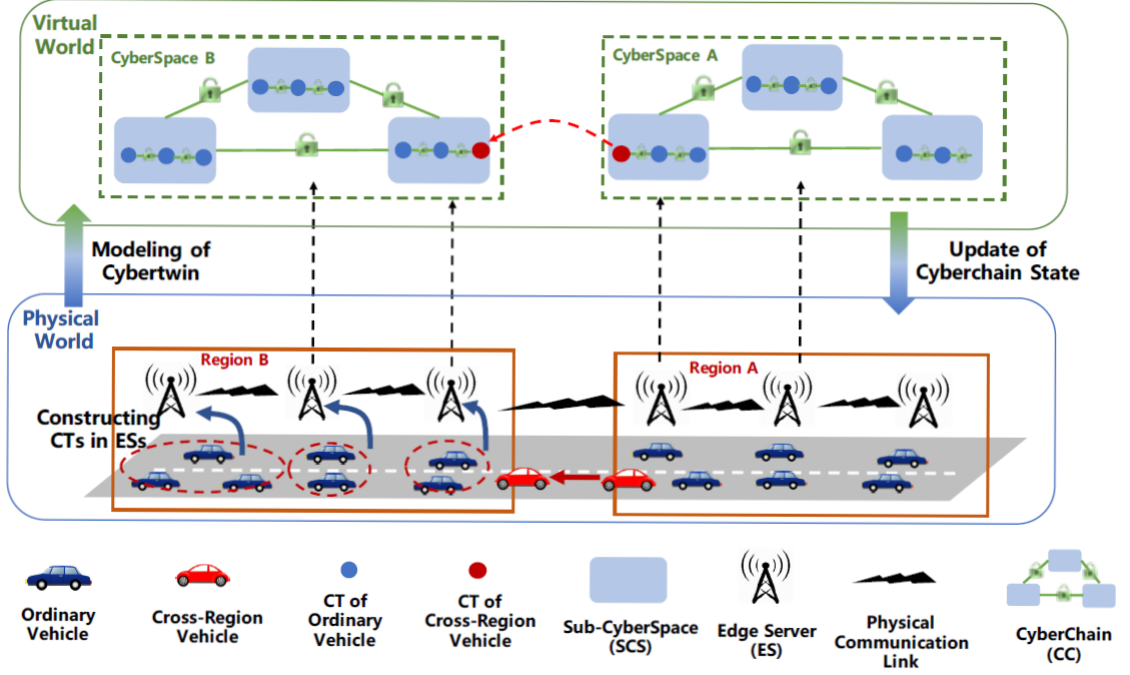 Virtual
World
CyberSpace B
CyberSpace A
Modeling of
Cybertwin
Update of
Cyberchain State
Physical
World
Region B
Region A
Constructing
CTs in ESs
Ordinary
Vehicle
Cross-Region
Vehicle
CT of
Ordinary
Vehicle
CT of
Cross-Region
Vehicle
Sub-CyberSpace
(SCS)
Edge Server
(ES)
Physical
Communication
Link
CyberChain
(CC)